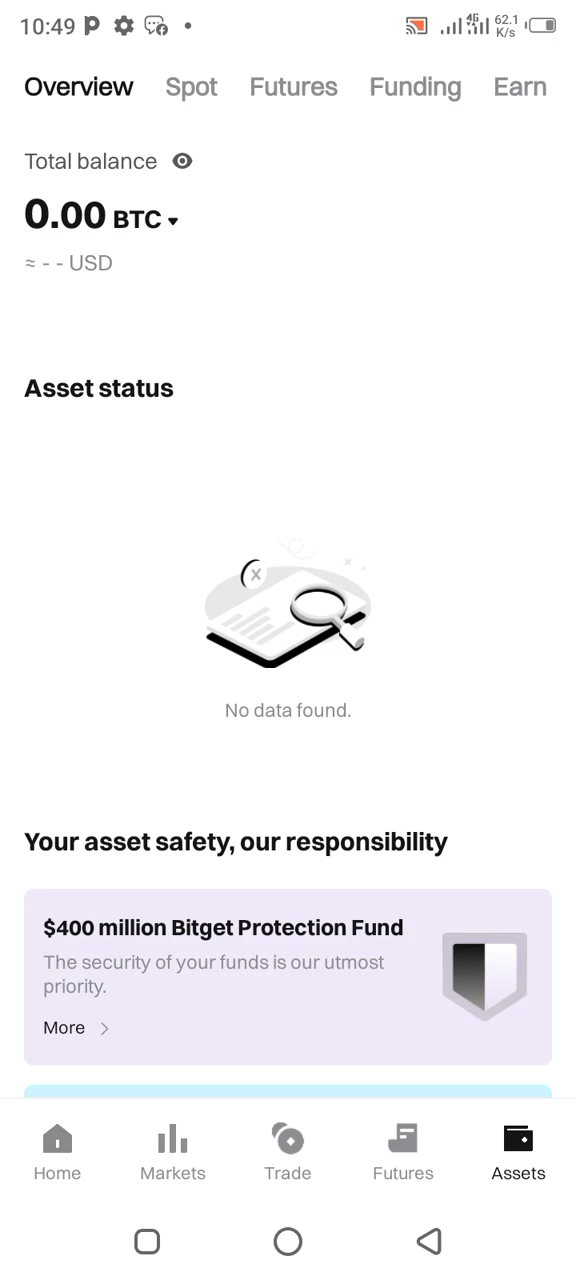 10:49
4G
62.1
K/s
Overview Spot Futures Funding Earn
Total balance
0.00 BTC
≈ - - USD
Asset status
No data found.
Your asset safety, our responsibility
$400 million Bitget Protection Fund
The security of your funds is our utmost
priority.
More
Home Markets Trade Futures Assets